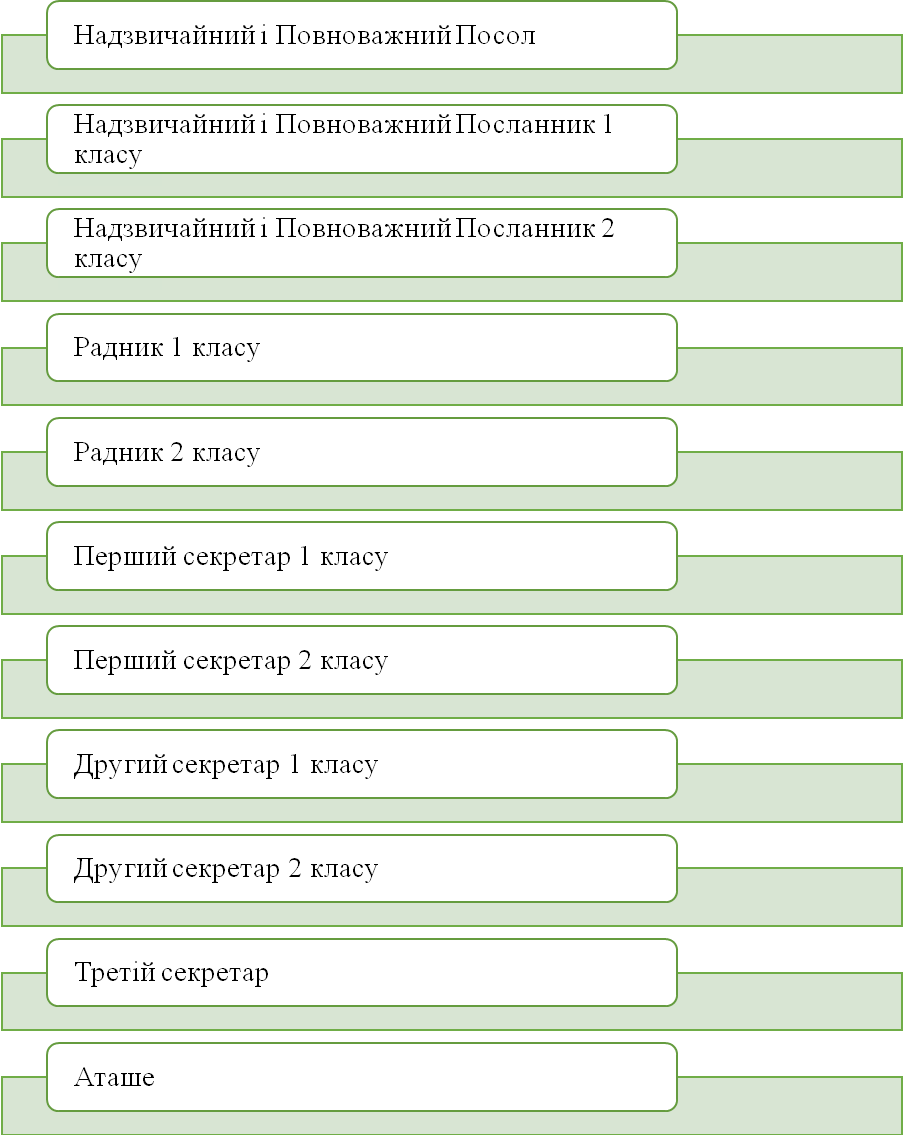 Надзвичайний і Повноважний Посол
Надзвичайний і Повноважний Посланник 1
класу
Надзвичайний і Повноважний Посланник 2
класу
Радник 1 класу
Радник 2 класу
Перший секретар 1 класу
Перший секретар 2 класу
Другий секретар 1 класу
Другий секретар 2 класу
Третій секретар
Аташе